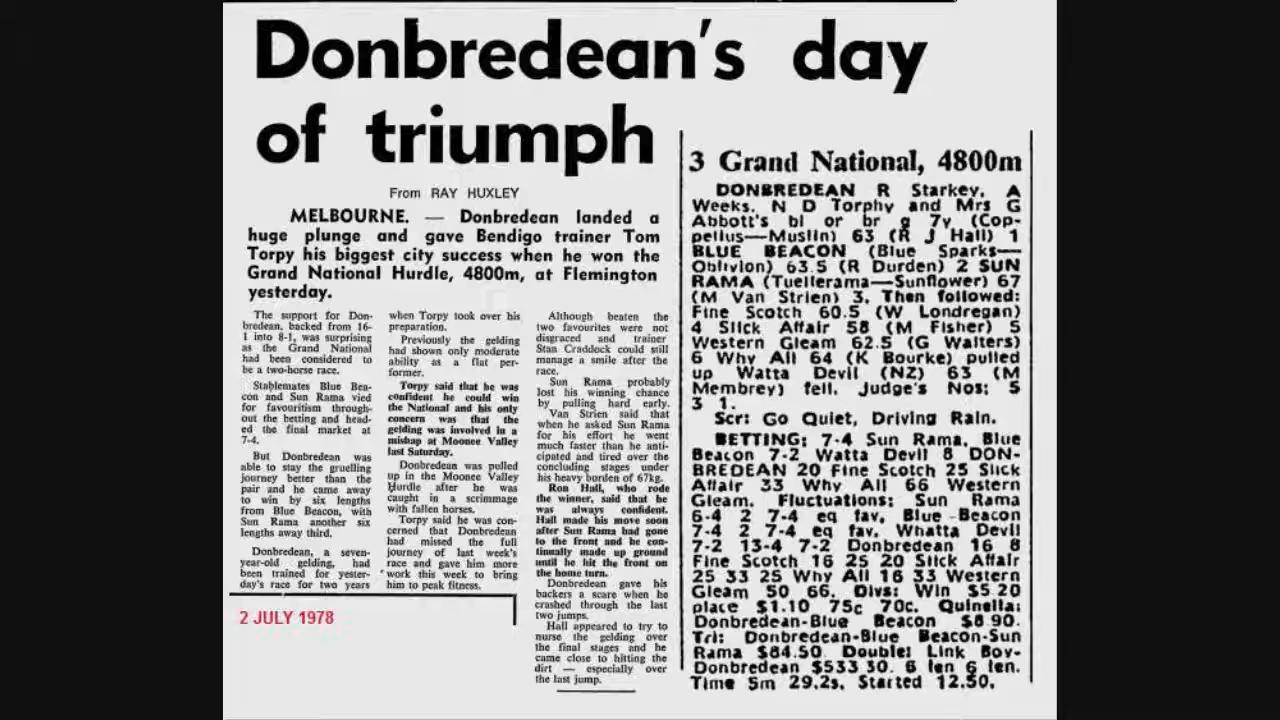 Donbredean's day
of triumph
From RAY HUXLEY
MELBOURNE. — Donbredean landed a
huge plunge and gave Bendigo trainer Tom
Torpy his biggest city success when he won the
Grand National Hurdle, 4800m, at Flemington
yesterday.
The support for Don-
bredean, backed from 16-
1 into 8-1, was surprising
as the Grand National
had been considered to
be a two-horse race.
Stablemates Blue Bea-
con and Sun Rama vied
for favouritism through-
out the betting and head-
ed the final market at
7-4.
But Donbredean was
able to stay the gruelling
journey better than the
pair and he came away
to win by six lengths
from Blue Beacon, with
Sun Rama another six
lengths away third.
Donbredean, a seven-
year-old gelding, had
been trained for yester-
day's race for two years
when Torpy took over his
preparation.
Previously the gelding
had shown only moderate
ability as a flat per-
former.
Torpy said that he was
confident he could win
the National and his only
concern was that the
gelding was involved in a
mishap at Moonee Valley
last Saturday.
Donbredean was pulled
up in the Moonee Valley
Hurdle after he was
caught in a scrimmage
with fallen horses.
Torpy said he was con-
cerned that Donbredean
had missed the full
journey of last week's
race and gave him more
work this week to bring
him to peak fitness.
Although beaten the
two favourites were not
disgraced and trainer
Stan Craddock could still
manage a smile after the
race.
Sun Rama probably
lost his winning chance
by pulling hard early.
Van Strien said that
when he asked Sun Rama
for his effort he went
much faster than he anti-
cipated and tired over the
concluding stages under
his heavy burden of 67kg.
Ron Hall, who rode
the winner, said that he
was always confident.
Hall made his move soon
after Sun Rama had gone
to the front and he con-
tinually made up ground
until he hit the front on
the home turn.
Donbredean gave his
backers a scare when he
crashed through the last
two jumps.
Hall appeared to try to
nurse the gelding over
the final stages and he
came close to hitting the
dirt — especially over
the last jump.
2 JULY 1978
3 Grand National, 4800m
DONBREDEAN R Starkey, A
Weeks, N D Torphy and Mrs G
Abbott's bl or br g 7y (Cop-
pelius—Muslin) 63 (R J Hall) 1
BLUE BEACON (Blue Sparks—
Oblivion) 63.5 (R Durden) 2 SUN
RAMA (Tuellerama—Sunflower) 67
(M Van Strien) 3. Then followed:
Fine Scotch 60.5 (W Londregan)
4 Slick Affair 58 (M Fisher) 5
Western Gleam 62.5 (G Walters)
6 Why All 64 (K Bourke) pulled
up Watta Devil (NZ) 63 (M
Membrey) fell. Judge's Nos: 5
3 1.
Scr: Go Quiet, Driving Rain.
BETTING: 7-4 Sun Rama, Blue
Beacon 7-2 Watta Devil 8 DON-
BREDEAN 20 Fine Scotch 25 Slick
Affair 33 Why All 66 Western
Gleam. Fluctuations: Sun Rama
6-4 2 7-4 eq fav, Blue Beacon
7-4 2 7-4 eq fav, Whatta Devil
7-2 13-4 7-2 Donbredean 16 8
Fine Scotch 16 25 20 Slick Affair
25 33 25 Why All 16 33 Western
Gleam 50 66. Divs: Win $5.20
place $1.10 75c 70c. Quinella:
Donbredean-Blue Beacon $8.90.
Tri: Donbredean-Blue Beacon-Sun
Rama $84.50. Double: Link Boy-
Donbredean $533.30. 6 len 6 len.
Time 5m 29.2s. Started 12.50.